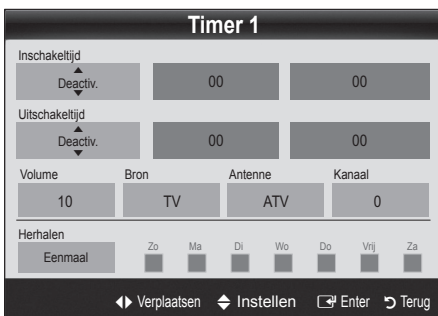 Timer 1
Inschakeltijd
Deactiv. 00 00
Uitschakeltijd
Deactiv. 00 00
Volume Bron Antenne Kanaal
10 TV ATV 0
Herhalen
Zo Ma Di Wo Do Vrij Za
Eenmaal
Verplaatsen Instellen Enter Terug